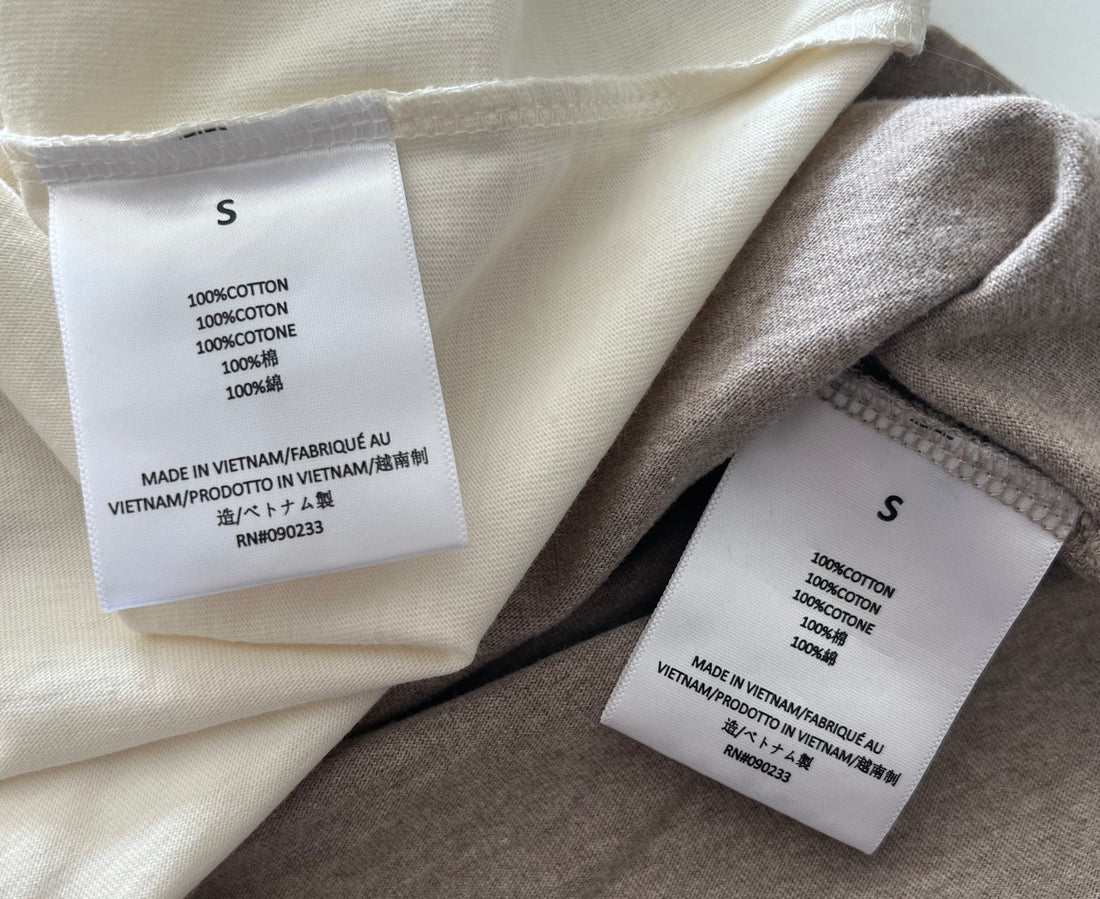 S
100%COTTON
100%COTON
100%COTONE
100%棉
100%綿
MADE IN VIETNAM/FABRIQUÉ AU
VIETNAM/PRODOTTO IN VIETNAM/越南制
造/ベトナム製
RN#090233
S
100%COTTON
100%COTON
100%COTONE
100%棉
100%綿
MADE IN VIETNAM/FABRIQUÉ AU
VIETNAM/PRODOTTO IN VIETNAM/越南制
造/ベトナム製
RN#090233